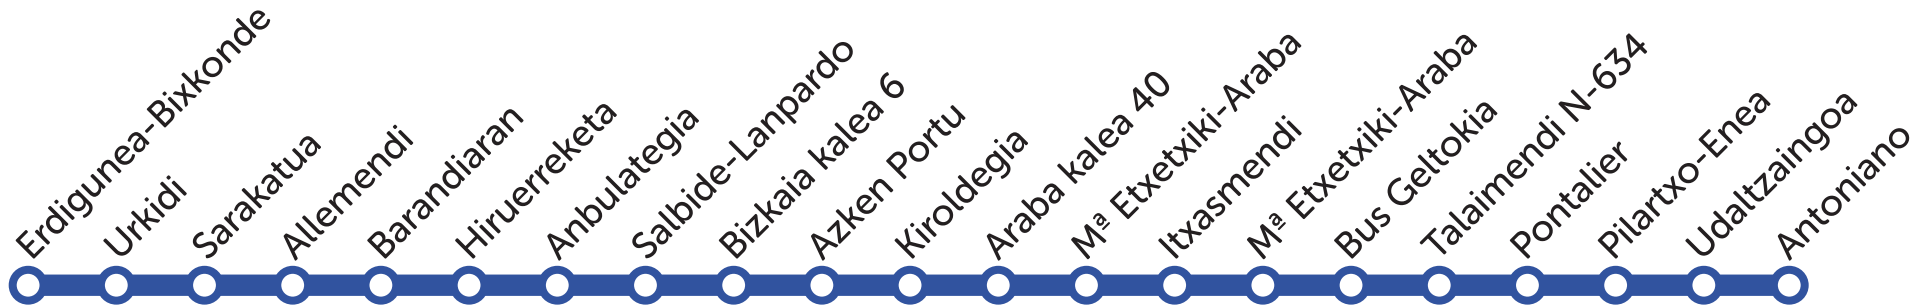 Erdigunea-Bixkonde
Urkidi
Sarakatua
Allemendi
Barandiaran
Hiruerreketa
Anbulategia
Salbide-Lanpardo
Bizkaia kalea 6
Azken Portu
Kiroldegia
Araba kalea 40
Mª Etxetxiki-Araba
Itxasmendi
Mª Etxetxiki-Araba
Bus Geltokia
Talaimendi N-634
Pontalier
Pilartxo-Enea
Udaltzaingoa
Antoniano